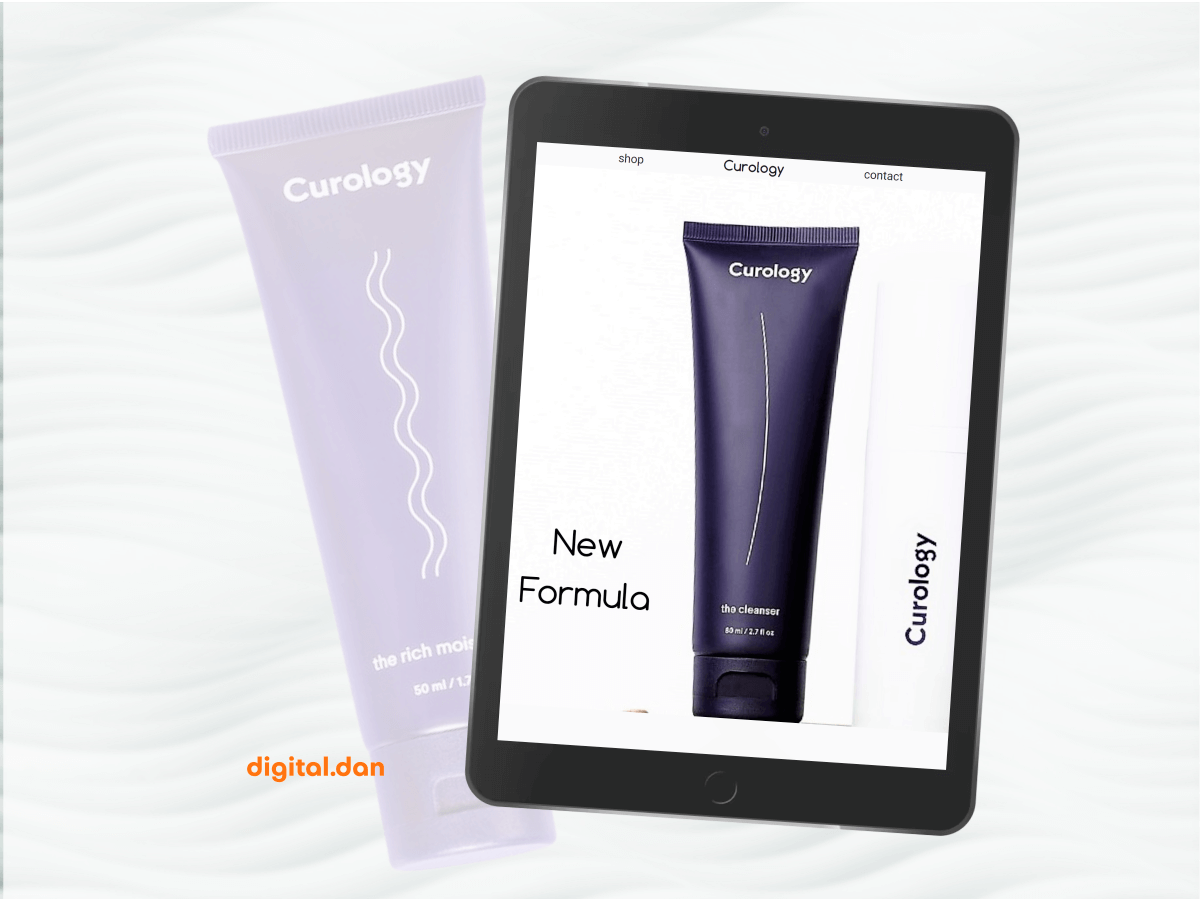 Curology
the rich mois
50 ml / 1.7
digital.dan
shop
Curology
contact
Curology
New
Formula
the cleanser
80 ml / 2.7 fl oz
Curology